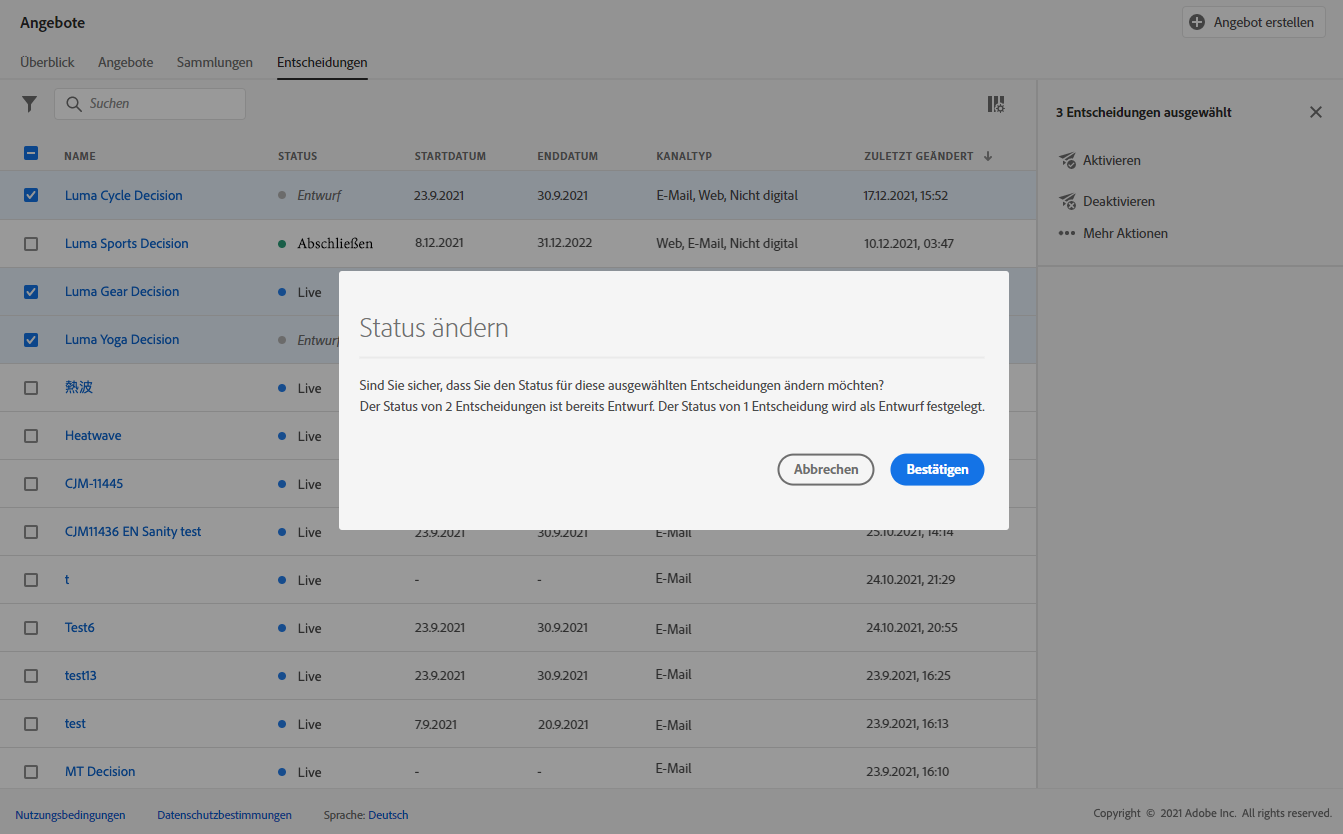 Angebote
Angebot erstellen
Überblick Angebote Sammlungen Entscheidungen
Suchen
3 Entscheidungen ausgewählt
Aktivieren
Deaktivieren
Mehr Aktionen
NAME STATUS STARTDATUM ENDDATUM KANALTYP ZULETZT GEÄNDERT
Luma Cycle Decision Entwurf 23.9.2021 30.9.2021 E-Mail, Web, Nicht digital 17.12.2021, 15:52
Luma Sports Decision Abschließen 8.12.2021 31.12.2022 Web, E-Mail, Nicht digital 10.12.2021, 03:47
Luma Gear Decision Live
Luma Yoga Decision Entwurf
熱波 Live
Heatwave Live
CJM-11445 Live
CJM11436 EN Sanity test Live 23.9.2021 30.9.2021 E-Mail 25.10.2021, 14:14
t Live - - E-Mail 24.10.2021, 21:29
Test6 Live 23.9.2021 30.9.2021 E-Mail 24.10.2021, 20:55
test13 Live 23.9.2021 30.9.2021 E-Mail 23.9.2021, 16:25
test Live 7.9.2021 20.9.2021 E-Mail 23.9.2021, 16:13
MT Decision Live - - E-Mail 23.9.2021, 16:10
Status ändern
Sind Sie sicher, dass Sie den Status für diese ausgewählten Entscheidungen ändern möchten?
Der Status von 2 Entscheidungen ist bereits Entwurf. Der Status von 1 Entscheidung wird als Entwurf festgelegt.
Abbrechen Bestätigen
Nutzungsbedingungen Datenschutzbestimmungen Sprache: Deutsch
Copyright © 2021 Adobe Inc. All rights reserved.